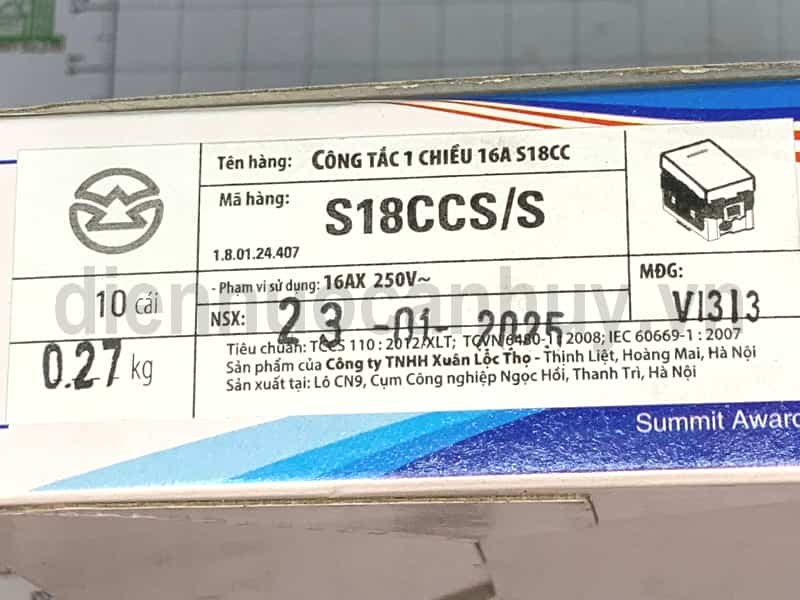 Tên hàng: CÔNG TẮC 1 CHIỀU 16A S18CC
Mã hàng: S18CCS/S
1.8.01.24.407
- Phạm vi sử dụng: 16AX 250V~
MĐG: V1313
10 cái
NSX: 23 -01- 2025
0.27 kg
Tiêu chuẩn: TCCS 110 : 2012/XLT; TCVN 6480-1 : 2008; IEC 60669-1 : 2007
Sản phẩm của Công ty TNHH Xuân Lộc Thọ - Thịnh Liệt, Hoàng Mai, Hà Nội
Sản xuất tại: Lô CN9, Cụm Công nghiệp Ngọc Hồi, Thanh Trì, Hà Nội
Summit Award
diennuocanhuy.vn